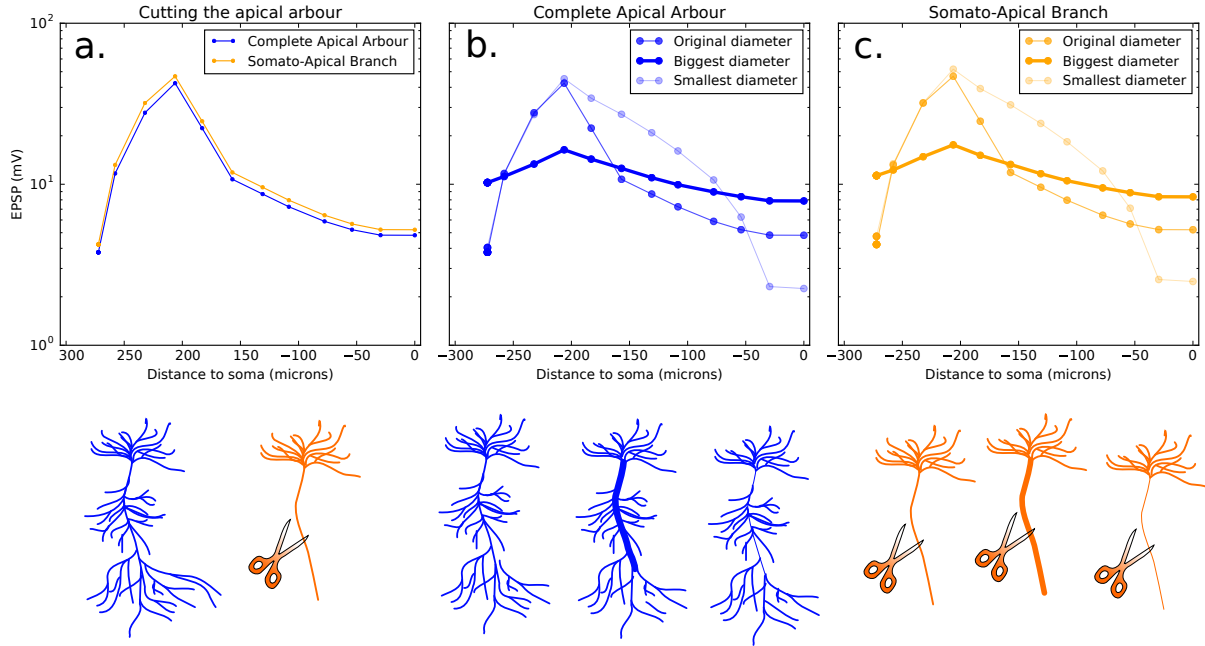 Cutting the apical arbour
Complete Apical Arbour
Somato-Apical Branch
a.
b.
c.
Complete Apical Arbour
Somato-Apical Branch
Original diameter
Biggest diameter
Smallest diameter
Original diameter
Biggest diameter
Smallest diameter
EPSP (mV)
10²
10¹
10⁰
300 250 200 −150 −100 −50 0
−300 −250 −200 −150 −100 −50 0
−300 −250 −200 −150 −100 −50 0
Distance to soma (microns)
Distance to soma (microns)
Distance to soma (microns)